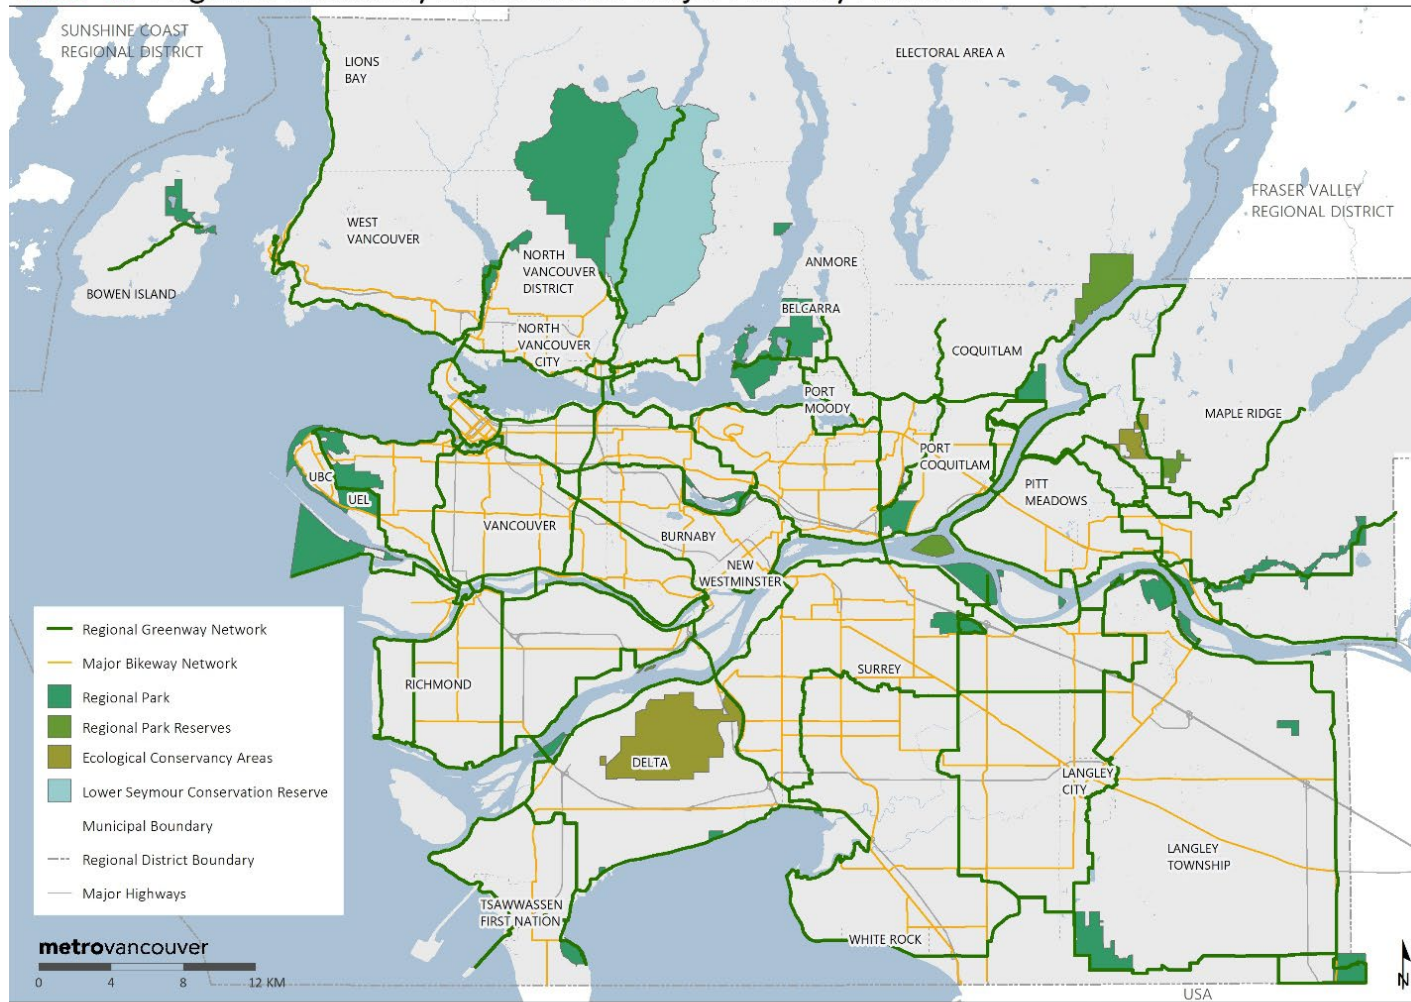 SUNSHINE COAST
REGIONAL DISTRICT
LIONS
BAY
ELECTORAL AREA A
FRASER VALLEY
REGIONAL DISTRICT
WEST
VANCOUVER
NORTH
VANCOUVER
DISTRICT
ANMORE
BOWEN ISLAND
BELCARRA
NORTH
VANCOUVER
CITY
COQUITLAM
PORT
MOODY
MAPLE RIDGE
PORT
COQUITLAM
UBC
UEL
PITT
MEADOWS
VANCOUVER
BURNABY
NEW
WESTMINSTER
SURREY
RICHMOND
DELTA
LANGLEY
CITY
LANGLEY
TOWNSHIP
TSAWWASSEN
FIRST NATION
WHITE ROCK
USA
Regional Greenway Network
Major Bikeway Network
Regional Park
Regional Park Reserves
Ecological Conservancy Areas
Lower Seymour Conservation Reserve
Municipal Boundary
Regional District Boundary
Major Highways
metrovancouver
0 4 8 12 KM
N